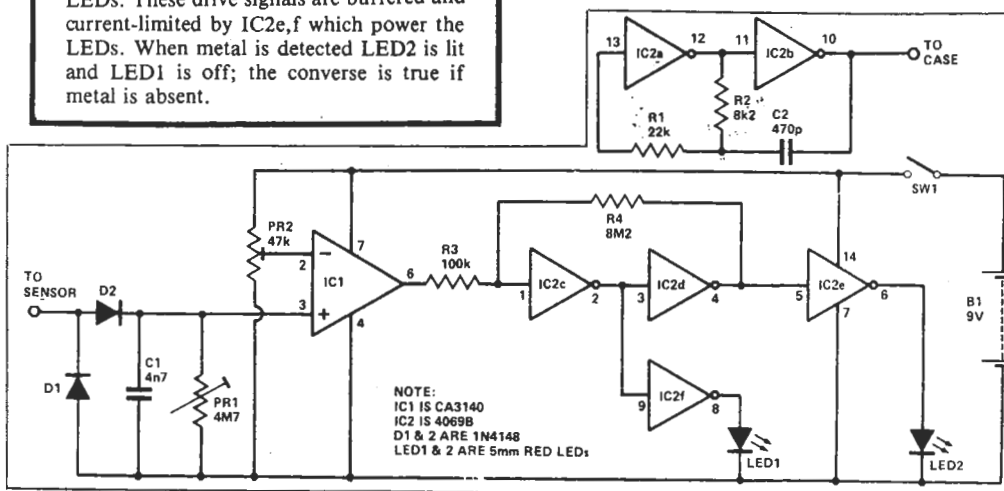 LEDs. These drive signals are buffered and
current-limited by IC2e,f which power the
LEDs. When metal is detected LED2 is lit
and LED1 is off; the converse is true if
metal is absent.
13
IC2a
12
11
IC2b
10
TO
CASE
R2
8k2
R1
22k
C2
470p
SW1
PR2
47k
2
7
IC1
3
4
6
R3
100k
R4
8M2
1
IC2c
2
3
IC2d
4
5
IC2e
14
6
7
B1
9V
TO
SENSOR
D2
D1
C1
4n7
PR1
4M7
9
IC2f
8
LED1
LED2
NOTE:
IC1 IS CA3140
IC2 IS 4069B
D1 & 2 ARE 1N4148
LED1 & 2 ARE 5mm RED LEDs